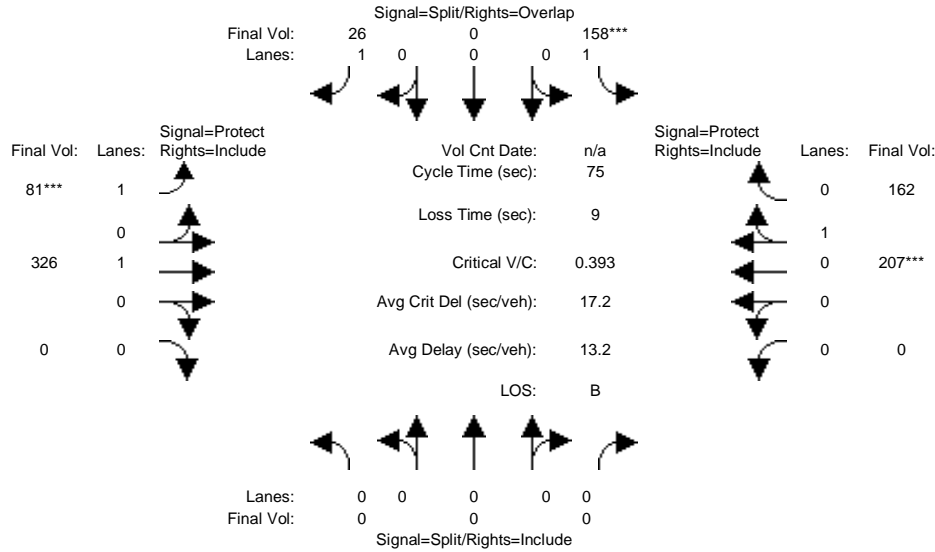 Signal=Split/Rights=Overlap
Final Vol: 26 0 158***
Lanes: 1 0 0 0 1
Signal=Protect Signal=Protect
Final Vol: Lanes: Rights=Include Vol Cnt Date: n/a Rights=Include Lanes: Final Vol:
Cycle Time (sec): 75
81*** 1 0 162
Loss Time (sec): 9
0 1
326 1 Critical V/C: 0.393 0 207***
0 Avg Crit Del (sec/veh): 17.2 0
0 0 Avg Delay (sec/veh): 13.2 0 0
LOS: B
Lanes: 0 0 0 0 0
Final Vol: 0 0 0
Signal=Split/Rights=Include